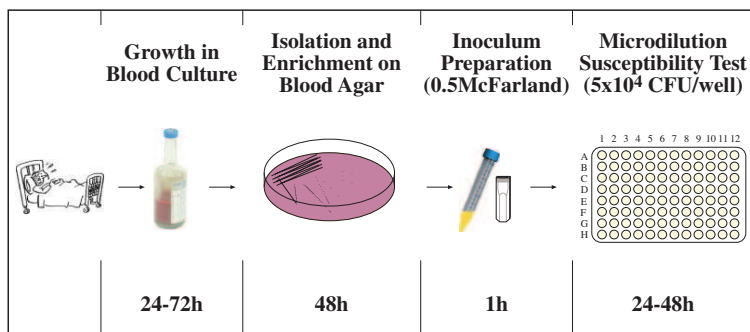 Growth in
Blood Culture
Isolation and
Enrichment on
Blood Agar
Inoculum
Preparation
(0.5McFarland)
Microdilution
Susceptibility Test
(5x10⁴ CFU/well)
1 2 3 4 5 6 7 8 9 10 11 12
A
B
C
D
E
F
G
H
24-72h
48h
1h
24-48h